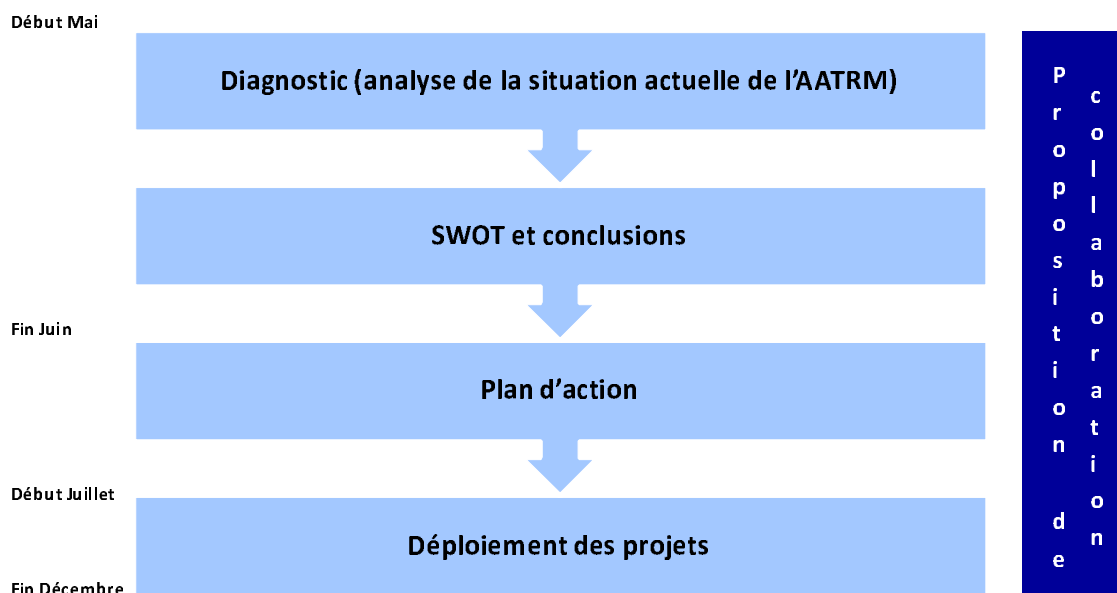 Début Mai
Diagnostic (analyse de la situation actuelle de l’AATRM)
SWOT et conclusions
Fin Juin
Plan d’action
Début Juillet
Déploiement des projets
Fin Décembre
Proposition de
collaboration